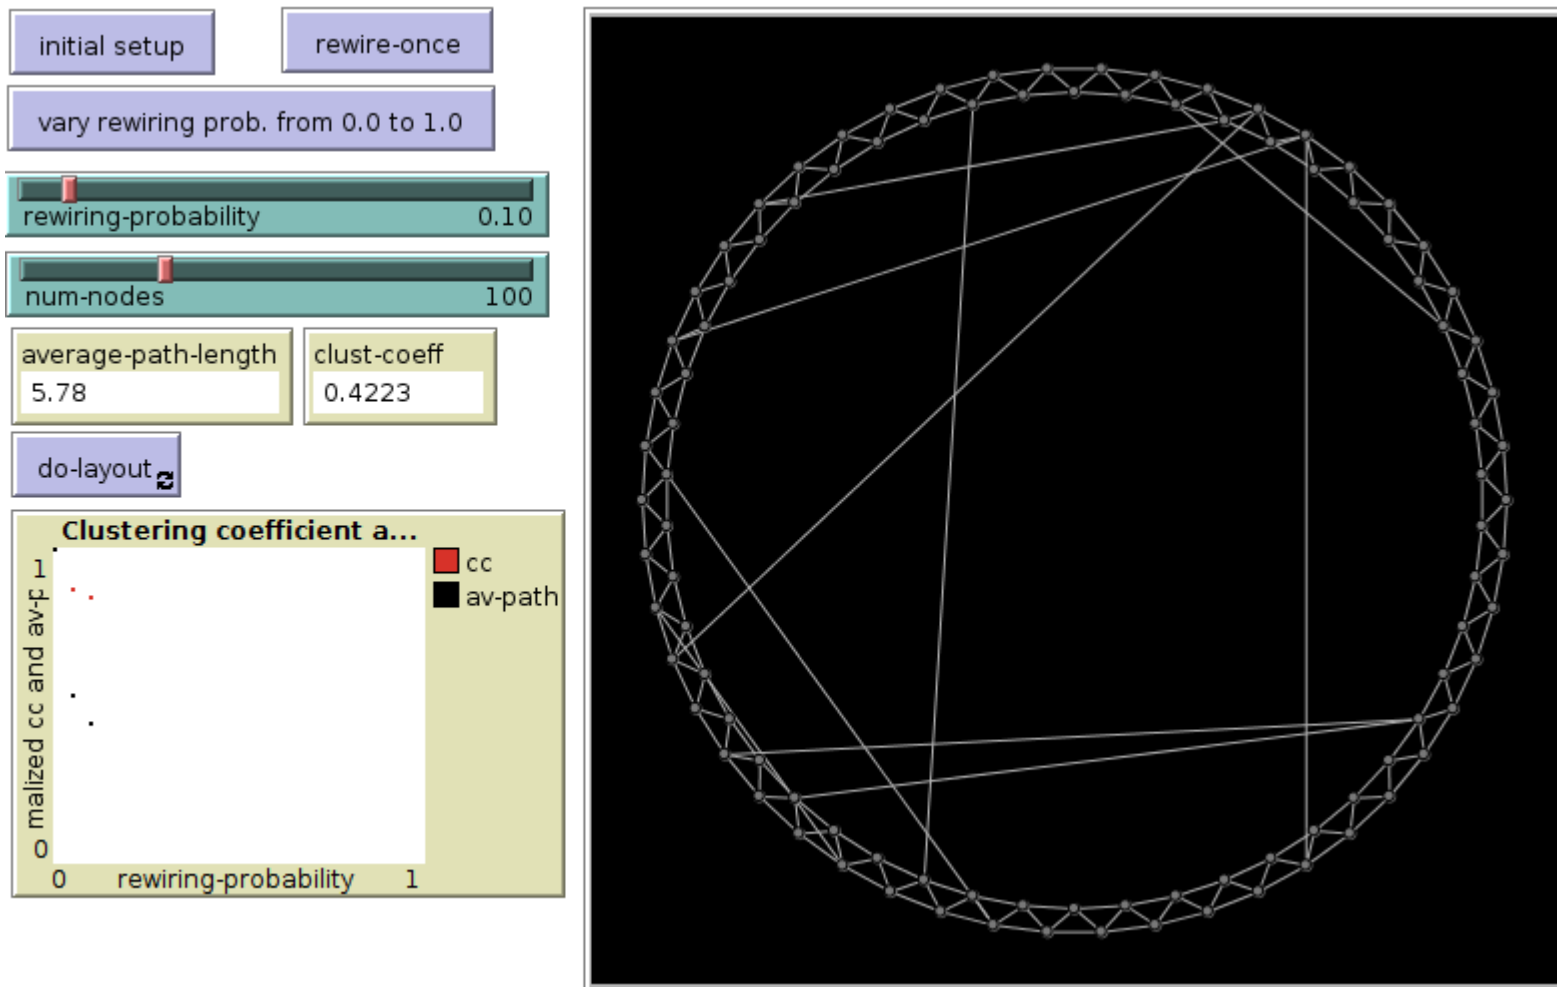 initial setup
rewire-once
vary rewiring prob. from 0.0 to 1.0
rewiring-probability 0.10
num-nodes 100
average-path-length
5.78
clust-coeff
0.4223
do-layout
Clustering coefficient a...
malized cc and av-p
1
0
0 rewiring-probability 1
cc
av-path